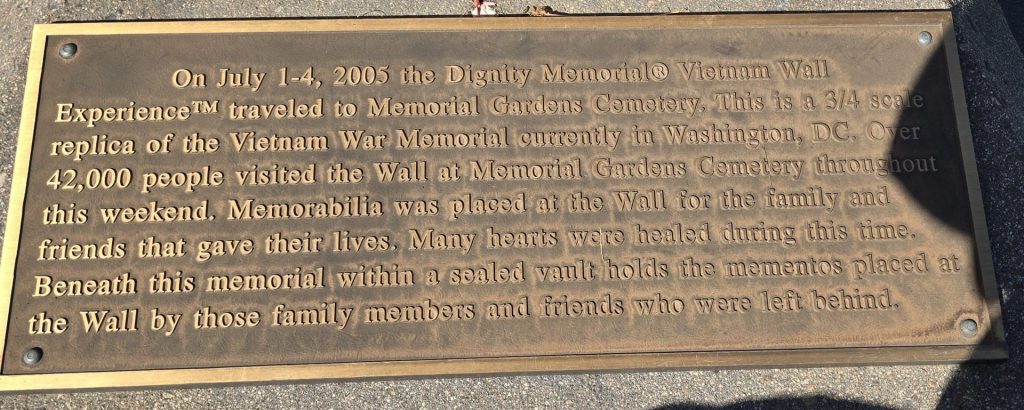 On July 1-4, 2005 the Dignity Memorial® Vietnam Wall
Experience™ traveled to Memorial Gardens Cemetery. This is a 3/4 scale
replica of the Vietnam War Memorial currently in Washington, DC. Over
42,000 people visited the Wall at Memorial Gardens Cemetery throughout
this weekend. Memorabilia was placed at the Wall for the family and
friends that gave their lives. Many hearts were healed during this time.
Beneath this memorial within a sealed vault holds the mementos placed at
the Wall by those family members and friends who were left behind.